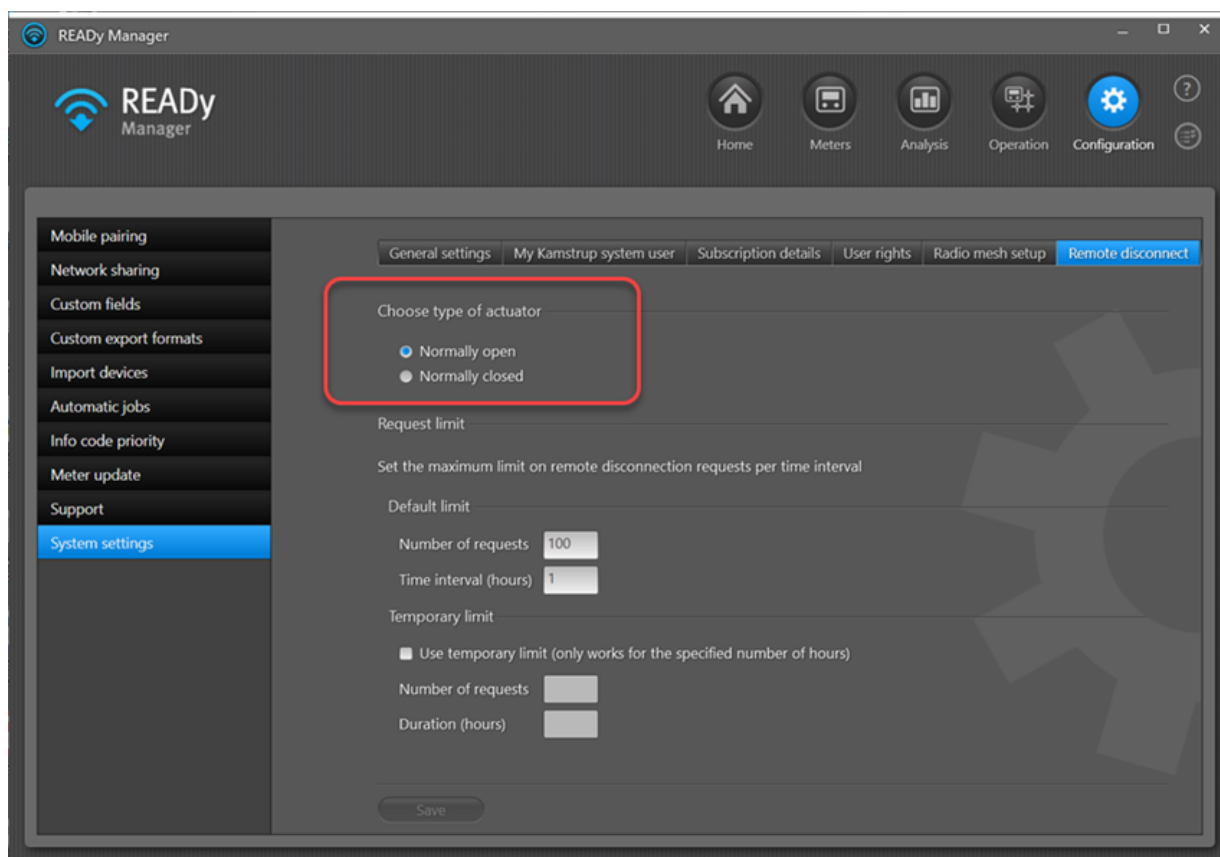 READy Manager
READy
Manager
Home
Meters
Analysis
Operation
Configuration
?
Mobile pairing
Network sharing
Custom fields
Custom export formats
Import devices
Automatic jobs
Info code priority
Meter update
Support
System settings
General settings
My Kamstrup system user
Subscription details
User rights
Radio mesh setup
Remote disconnect
Choose type of actuator
Normally open
Normally closed
Request limit
Set the maximum limit on remote disconnection requests per time interval
Default limit
Number of requests 100
Time interval (hours) 1
Temporary limit
Use temporary limit (only works for the specified number of hours)
Number of requests
Duration (hours)
Save